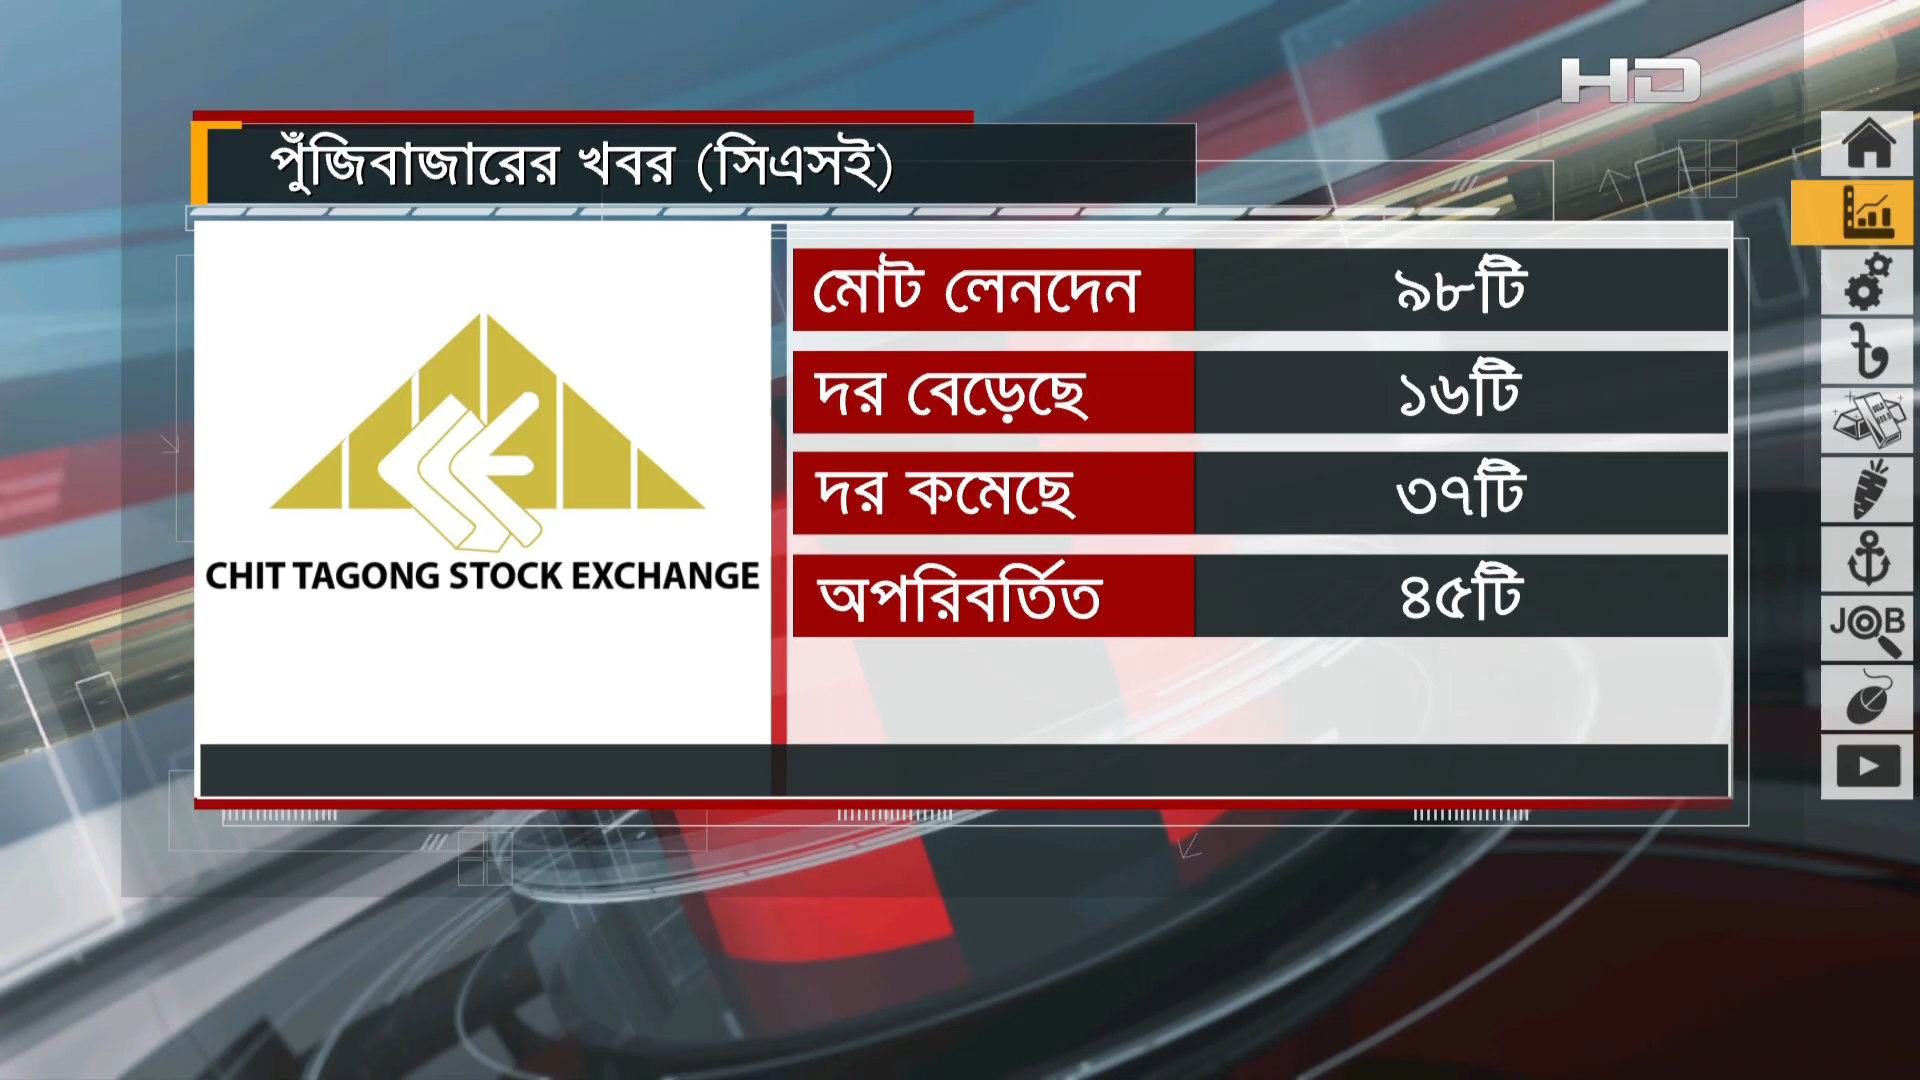 HD
পুঁজিবাজারের খবর (সিএসই)
মোট লেনদেন ৯৮টি
দর বেড়েছে ১৬টি
দর কমেছে ৩৭টি
অপরিবর্তিত ৪৫টি
CHIT TAGONG STOCK EXCHANGE
JOB